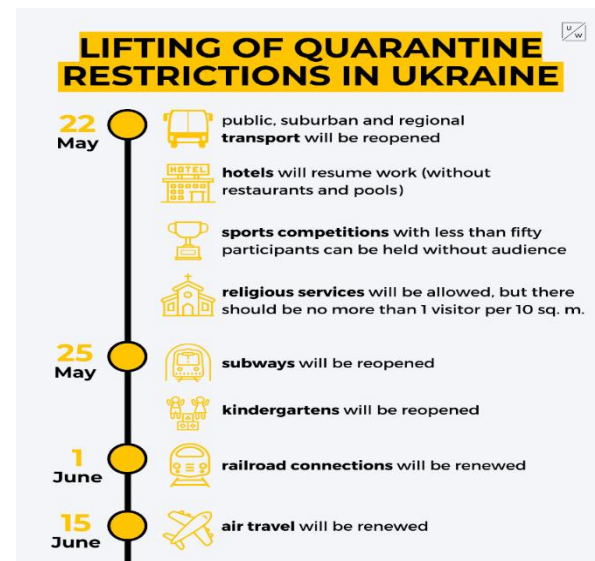 U
W
LIFTING OF QUARANTINE
RESTRICTIONS IN UKRAINE
22
May
public, suburban and regional
transport will be reopened
HOTEL
hotels will resume work (without
restaurants and pools)
sports competitions with less than fifty
participants can be held without audience
religious services will be allowed, but there
should be no more than 1 visitor per 10 sq. m.
25
May
subways will be reopened
kindergartens will be reopened
1
June
railroad connections will be renewed
15
June
air travel will be renewed